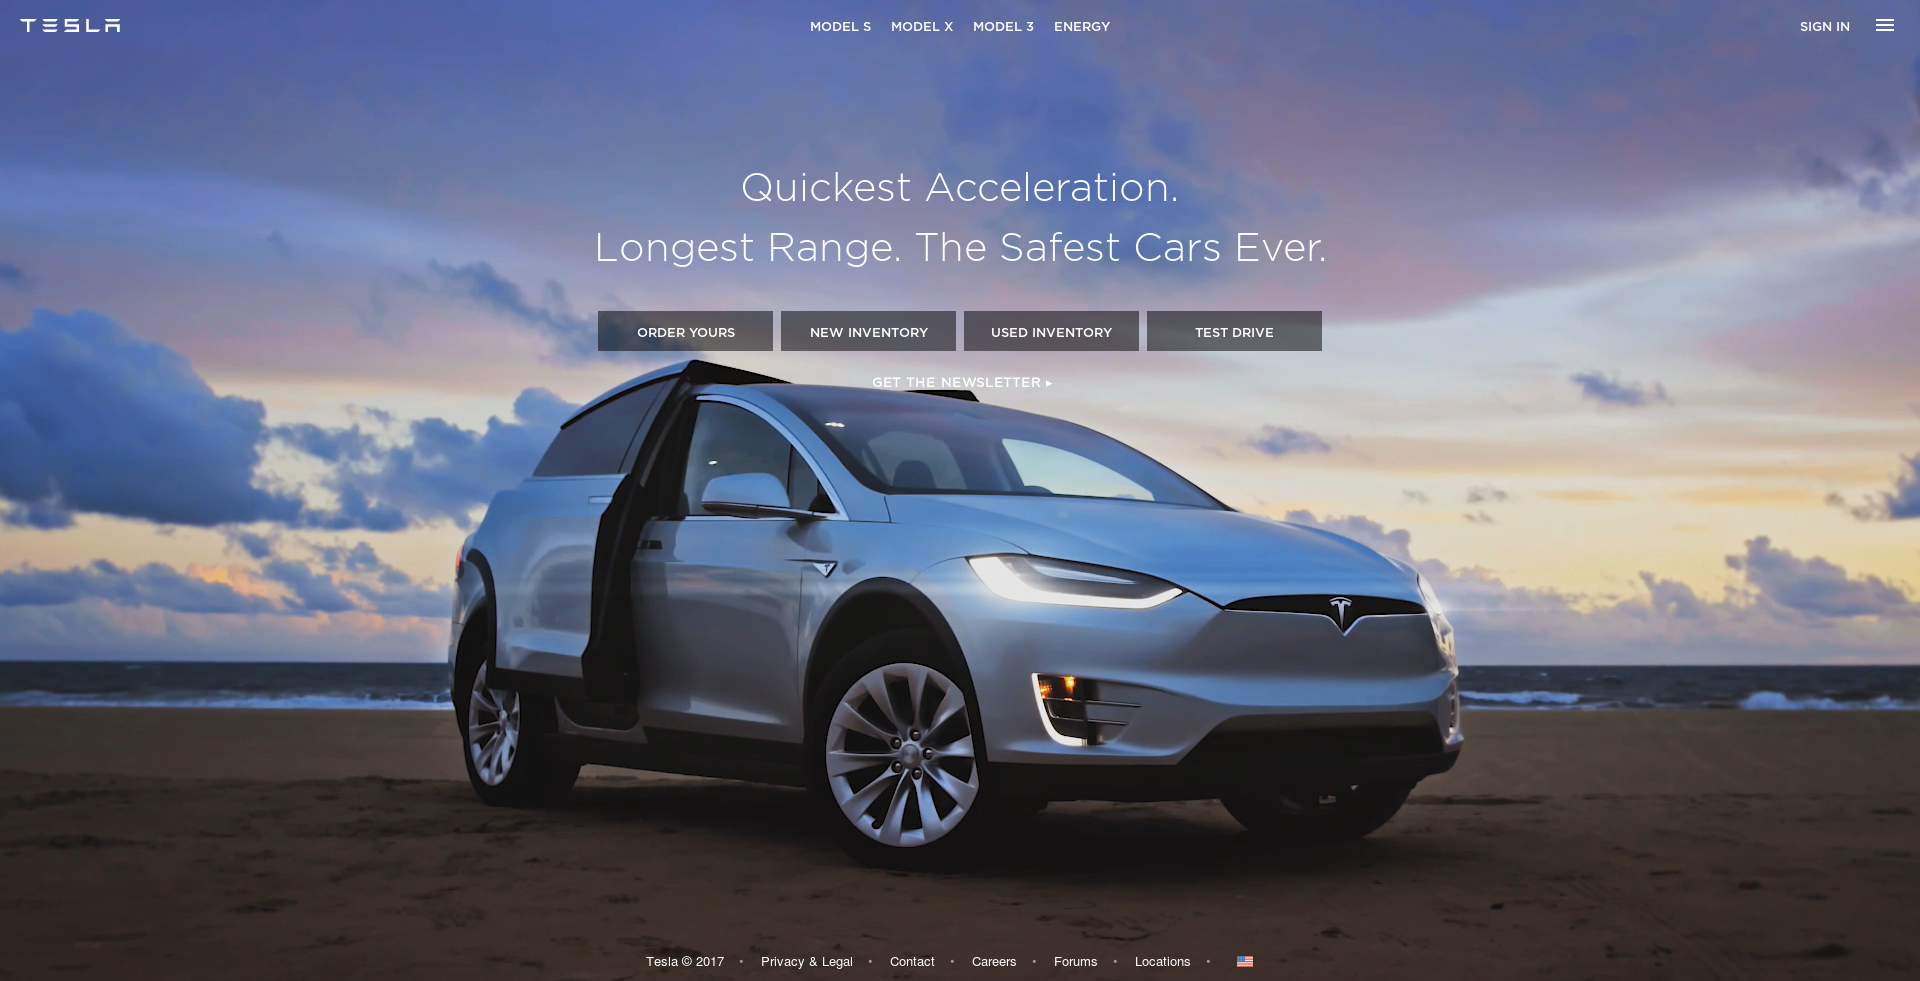 TESLA MODEL S MODEL X MODEL 3 ENERGY SIGN IN
Quickest Acceleration.
Longest Range. The Safest Cars Ever.
ORDER YOURS NEW INVENTORY USED INVENTORY TEST DRIVE
GET THE NEWSLETTER ▸
Tesla © 2017 • Privacy & Legal • Contact • Careers • Forums • Locations •